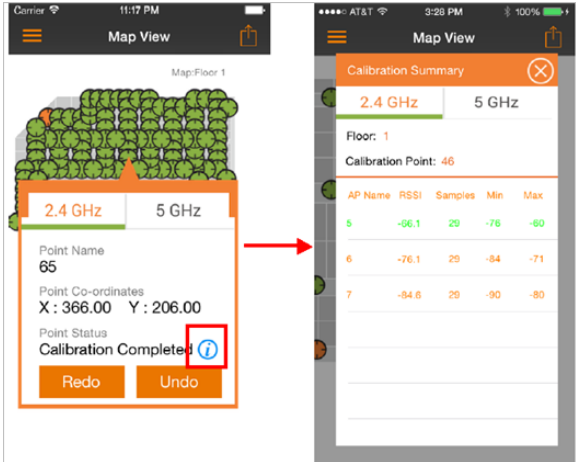 Carrier 11:17 PM
Map View
Map:Floor 1
2.4 GHz 5 GHz
Point Name
65
Point Co-ordinates
X : 366.00 Y : 206.00
Point Status
Calibration Completed i
Redo Undo
AT&T 3:28 PM 100%
Map View
Calibration Summary
2.4 GHz 5 GHz
Floor: 1
Calibration Point: 46
AP Name RSSI Samples Min Max
5 -66.1 29 -76 -60
6 -76.1 29 -84 -71
7 -84.6 29 -90 -80